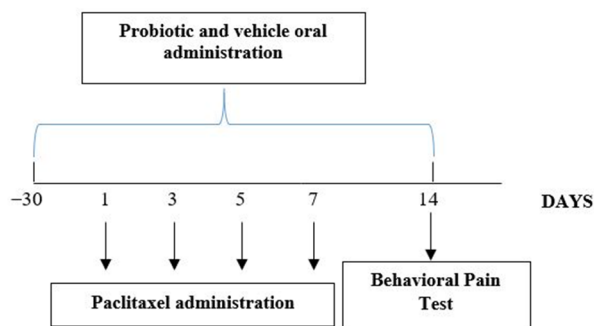 Probiotic and vehicle oral
administration
−30 1 3 5 7 14 DAYS
Paclitaxel administration
Behavioral Pain
Test